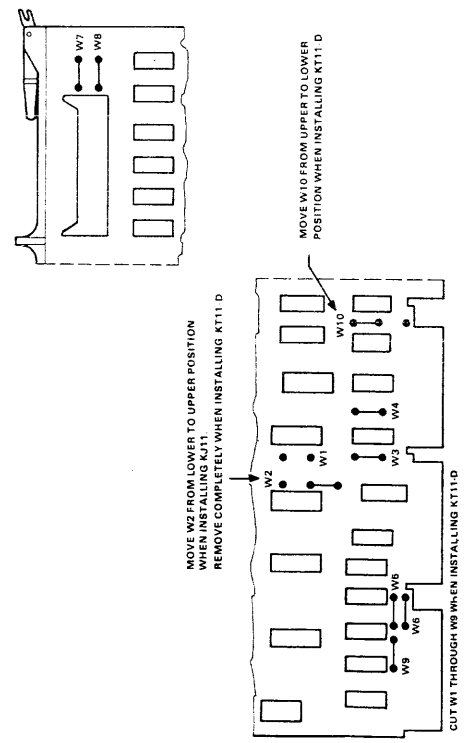 W7
W8
MOVE W10 FROM UPPER TO LOWER
POSITION WHEN INSTALLING KT11-D
MOVE W2 FROM LOWER TO UPPER POSITION
WHEN INSTALLING KJ11.
REMOVE COMPLETELY WHEN INSTALLING KT11-D
W10
W2
W1
W4
W3
W6
W6
W9
CUT W1 THROUGH W9 WHEN INSTALLING KT11-D